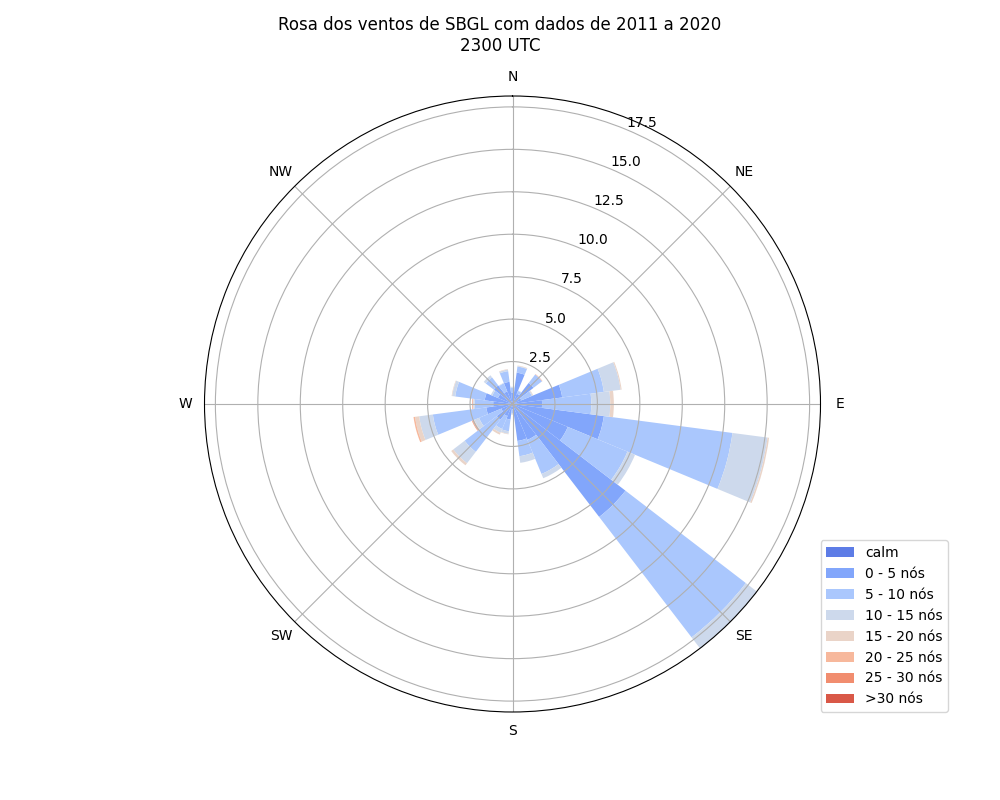 Rosa dos ventos de SBGL com dados de 2011 a 2020
2300 UTC
N
17.5
15.0
NW
NE
12.5
10.0
7.5
5.0
2.5
W
E
calm
0 - 5 nós
5 - 10 nós
10 - 15 nós
SW
SE
15 - 20 nós
20 - 25 nós
25 - 30 nós
>30 nós
S